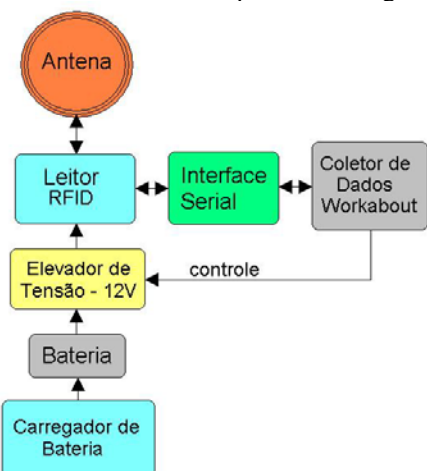 Antena
Leitor
RFID
Interface
Serial
Coletor de
Dados
Workabout
Elevador de
Tensão - 12V
controle
Bateria
Carregador de
Bateria